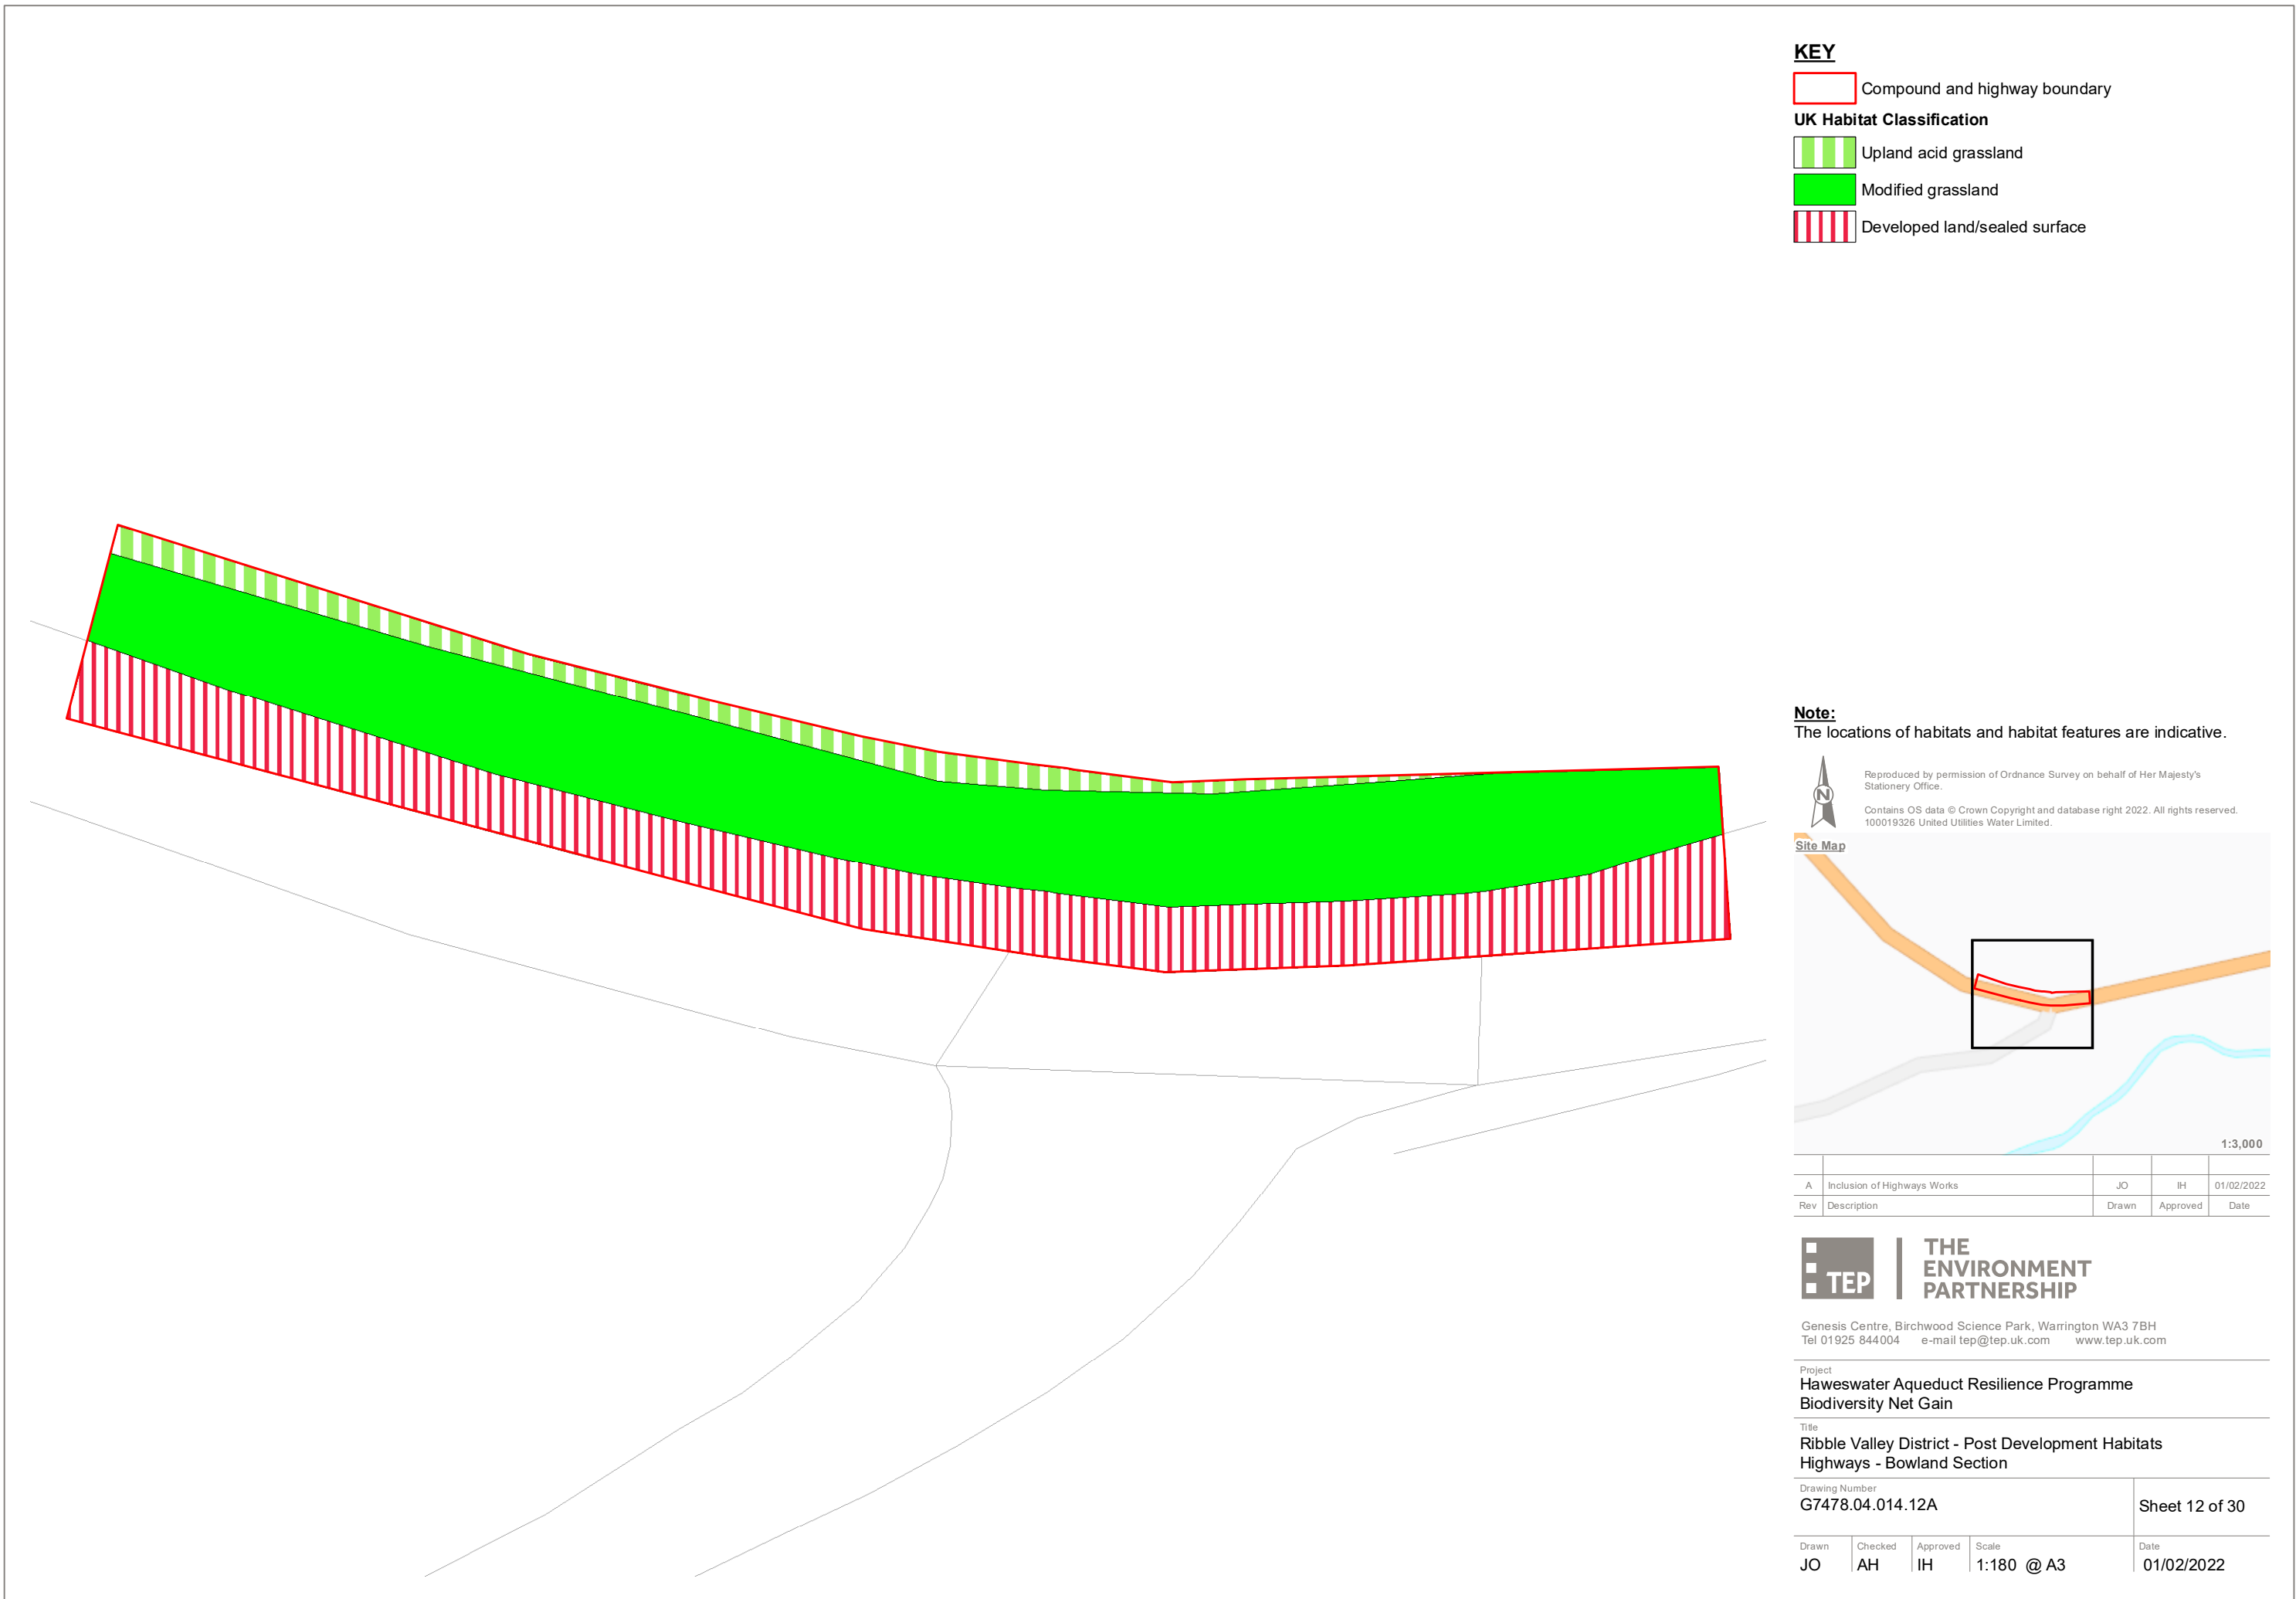 KEY
Compound and highway boundary
UK Habitat Classification
Upland acid grassland
Modified grassland
Developed land/sealed surface
Note:
The locations of habitats and habitat features are indicative.
N
Reproduced by permission of Ordnance Survey on behalf of Her Majesty's
Stationery Office.
Contains OS data © Crown Copyright and database right 2022. All rights reserved.
100019326 United Utilities Water Limited.
Site Map
1:3,000
A Inclusion of Highways Works JO IH 01/02/2022
Rev Description Drawn Approved Date
TEP
THE
ENVIRONMENT
PARTNERSHIP
Genesis Centre, Birchwood Science Park, Warrington WA3 7BH
Tel 01925 844004 e-mail tep@tep.uk.com www.tep.uk.com
Project
Haweswater Aqueduct Resilience Programme
Biodiversity Net Gain
Title
Ribble Valley District - Post Development Habitats
Highways - Bowland Section
Drawing Number
G7478.04.014.12A
Sheet 12 of 30
Drawn Checked Approved Scale Date
JO AH IH 1:180 @ A3 01/02/2022